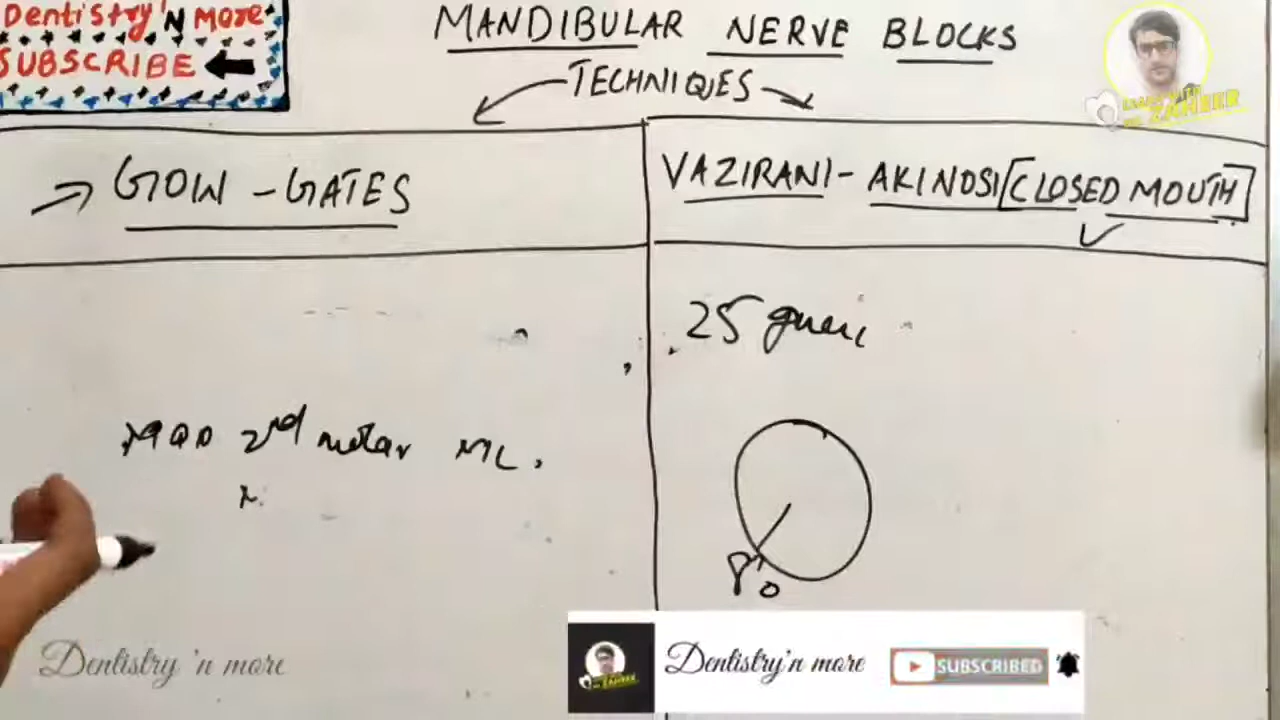 Dentistry 'N MORE
SUBSCRIBE
MANDIBULAR NERVE BLOCKS
TECHNIQUES
GOW - GATES
VAZIRANI - AKINOSI [CLOSED MOUTH]
25
2nd molar ML.
Dentistry 'n more
Dentistry'n more
SUBSCRIBED